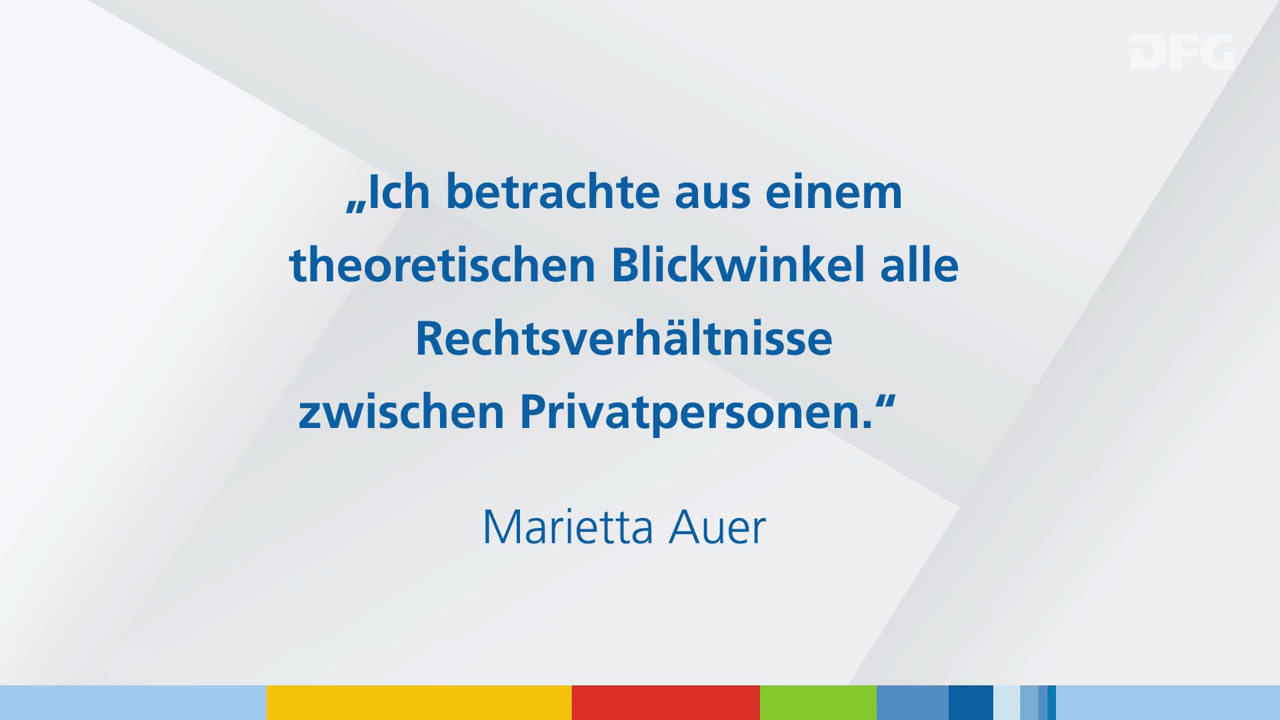 DFG
„Ich betrachte aus einem
theoretischen Blickwinkel alle
Rechtsverhältnisse
zwischen Privatpersonen.“
Marietta Auer